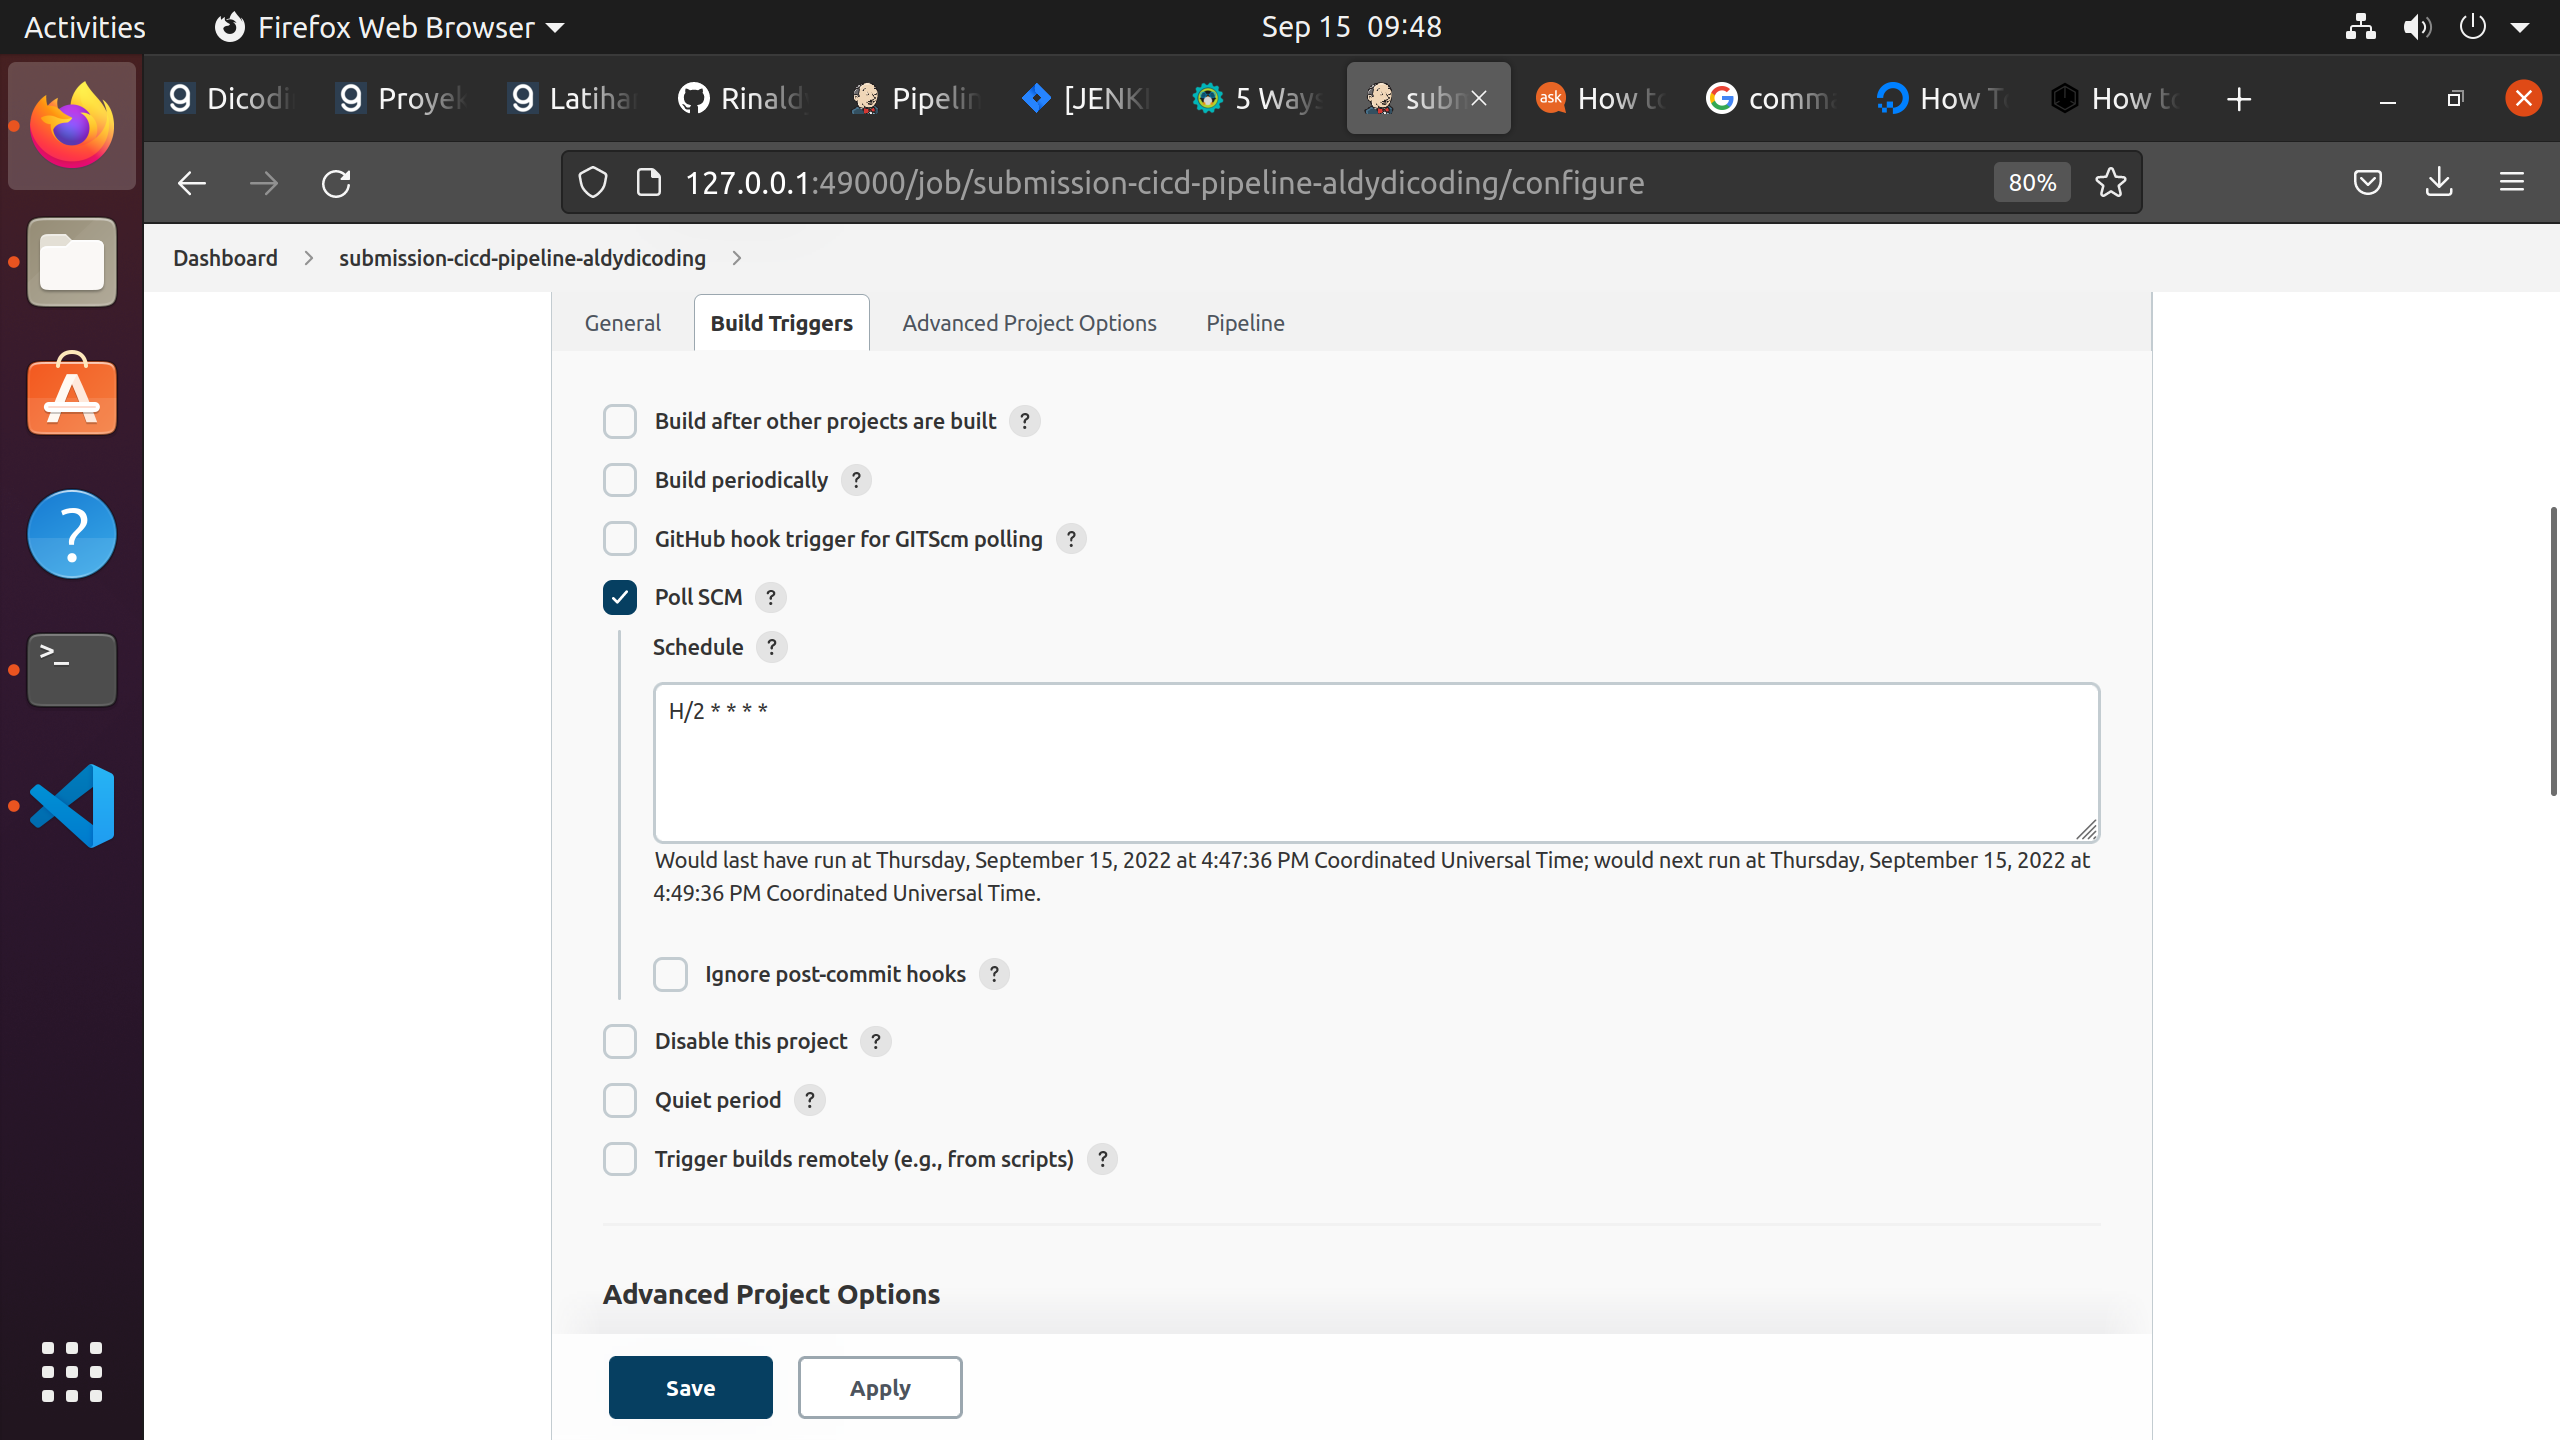 Activities
Firefox Web Browser
Sep 15 09:48
Dicodi
Proyek
Latiha
Rinald
Pipelin
[JENKI
5 Ways
subm
How to
comma
How To
How to
127.0.0.1:49000/job/submission-cicd-pipeline-aldydicoding/configure
80%
Dashboard
submission-cicd-pipeline-aldydicoding
General
Build Triggers
Advanced Project Options
Pipeline
Build after other projects are built ?
Build periodically ?
GitHub hook trigger for GITScm polling ?
Poll SCM ?
Schedule ?
H/2 * * * *
Would last have run at Thursday, September 15, 2022 at 4:47:36 PM Coordinated Universal Time; would next run at Thursday, September 15, 2022 at
4:49:36 PM Coordinated Universal Time.
Ignore post-commit hooks ?
Disable this project ?
Quiet period ?
Trigger builds remotely (e.g., from scripts) ?
Advanced Project Options
Save
Apply